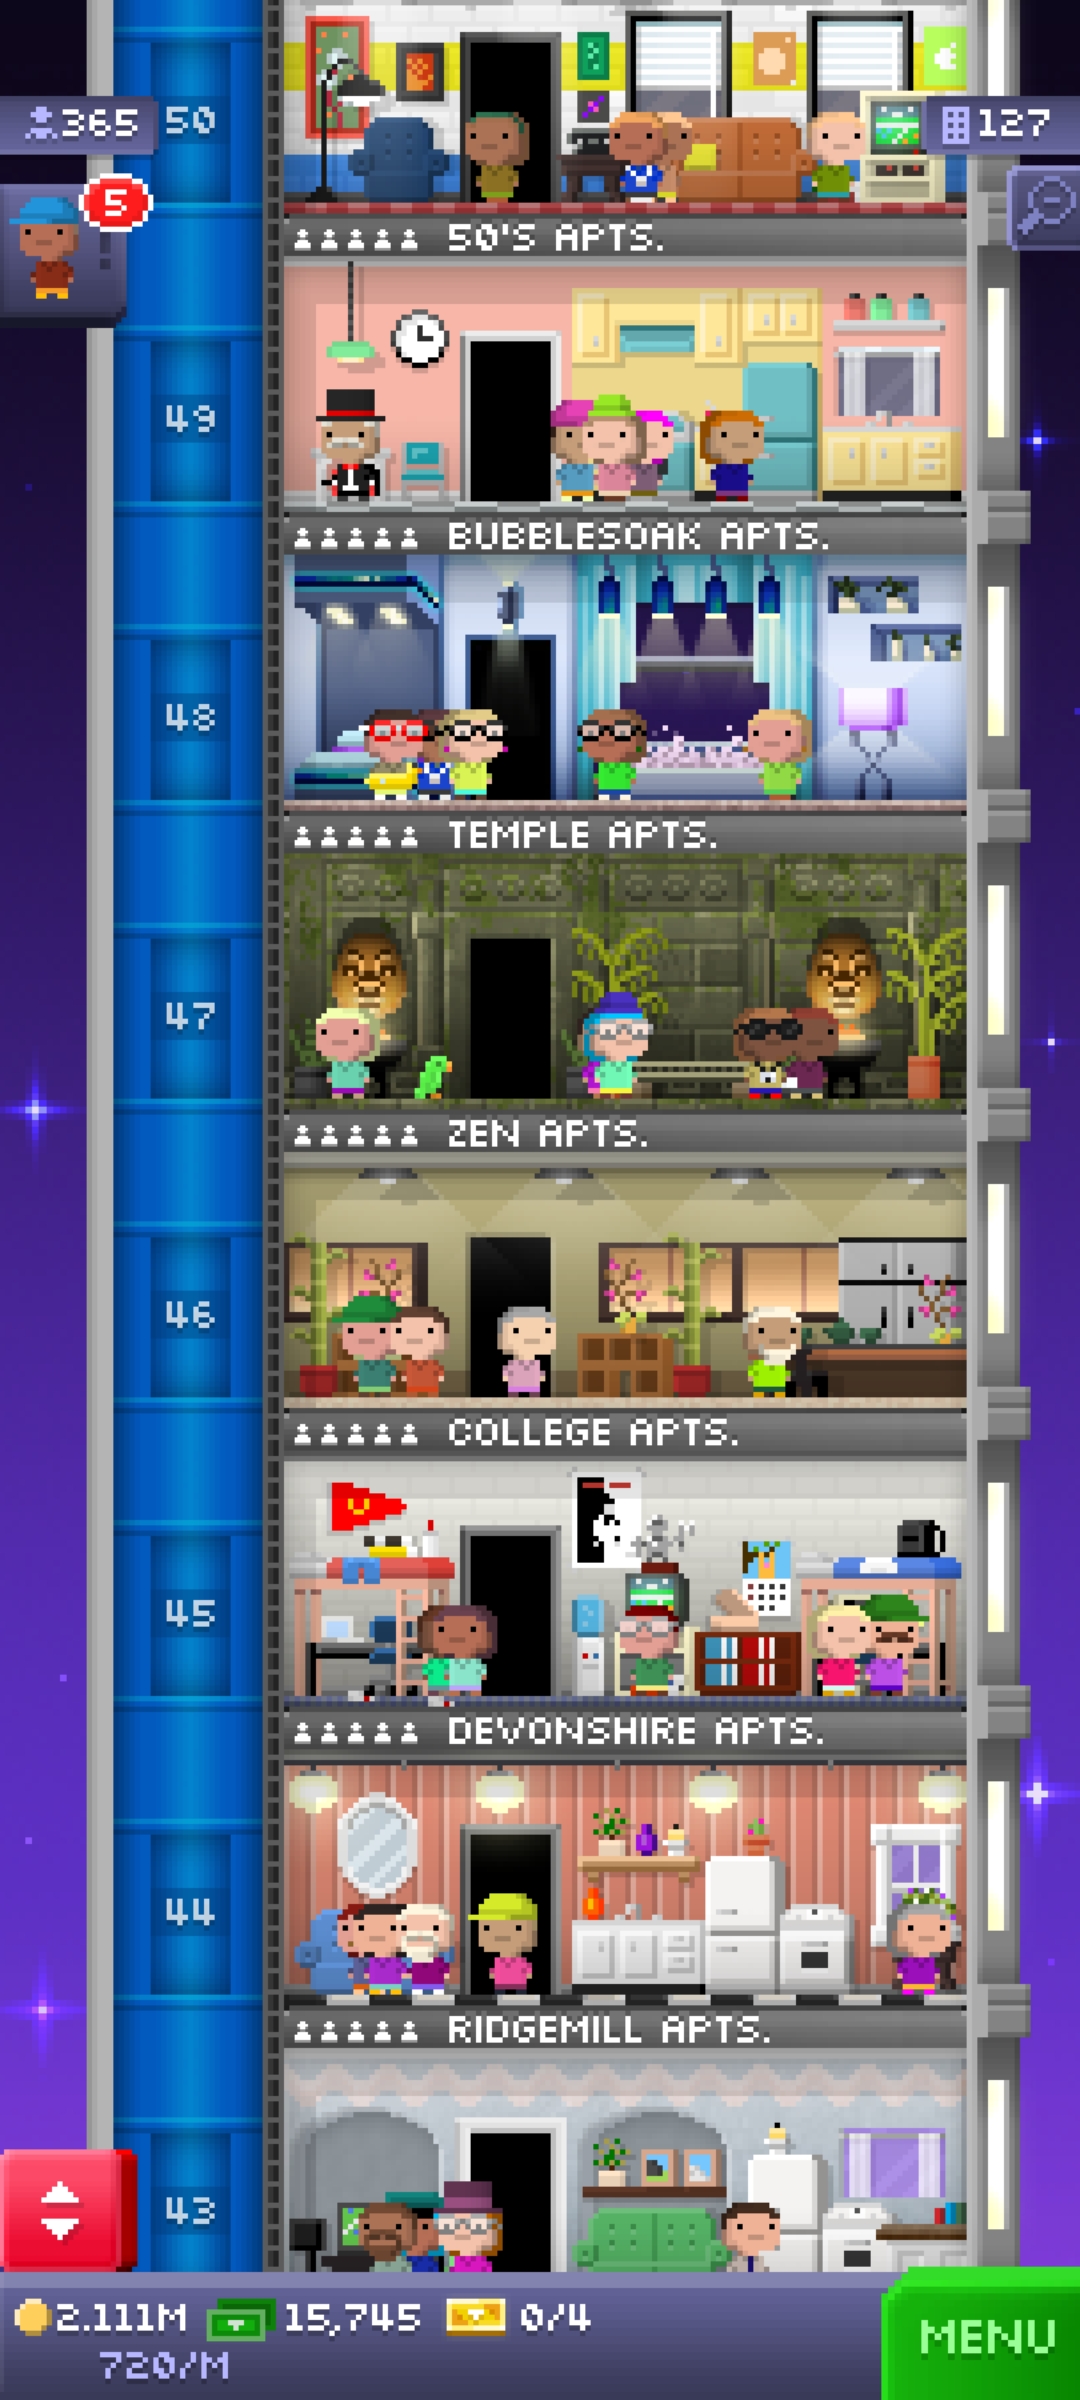 50
365
127
5
50'S APTS.
49
BUBBLESOAK APTS.
48
TEMPLE APTS.
47
ZEN APTS.
46
COLLEGE APTS.
45
DEVONSHIRE APTS.
44
RIDGEMILL APTS.
43
2.111M 15,745 0/4
720/M
MENU